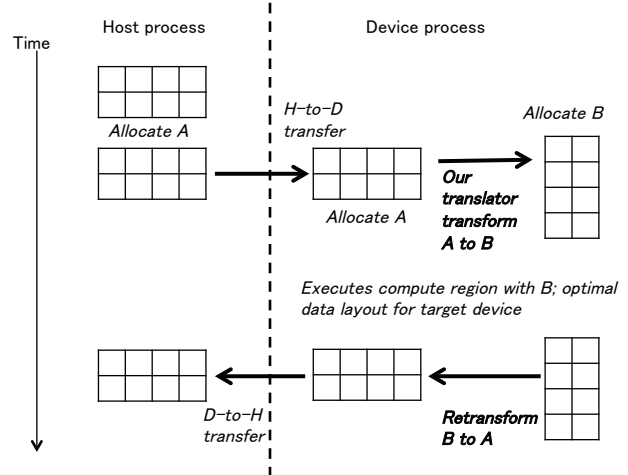 Host process
Device process
Time
Allocate A
H-to-D
transfer
Allocate B
Allocate A
Our
translator
transform
A to B
Executes compute region with B; optimal
data layout for target device
D-to-H
transfer
Retransform
B to A